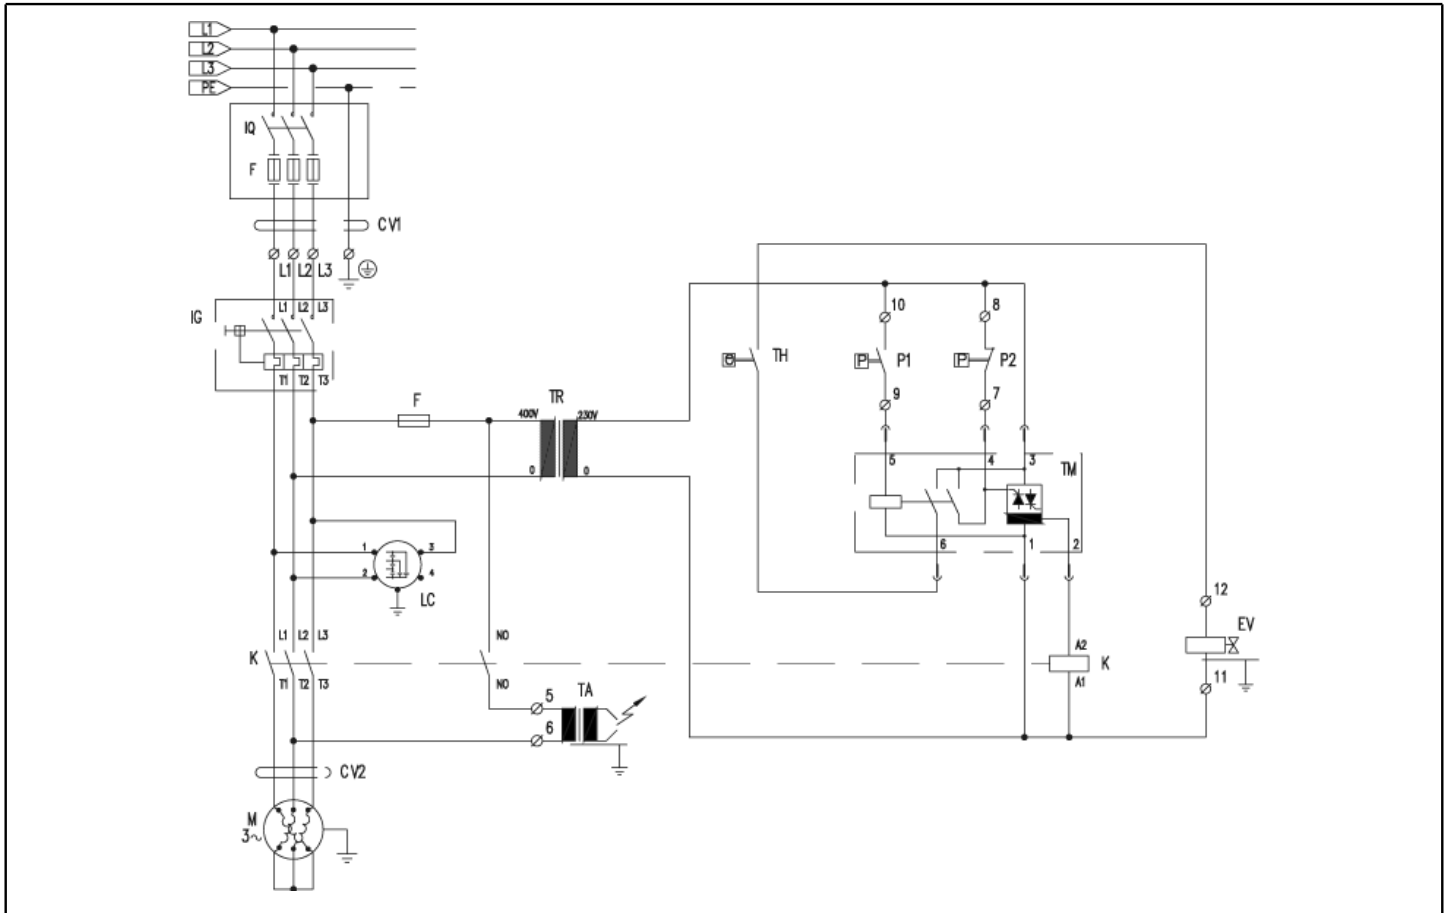 L1
L2
L3
PE
IQ
F
CV1
L1 L2 L3
IG
L1 L2 L3
T1 T2 T3
F
TR
400V 230V
0 0
10 8
TH P1 P2
9 7
5 4 3
TM
6 1 2
1 3
2 4
LC
12
EV
11
L1 L2 L3
NO
K
T1 T2 T3
NO
A2
K
A1
TA
5
6
CV2
M
3~
P
P